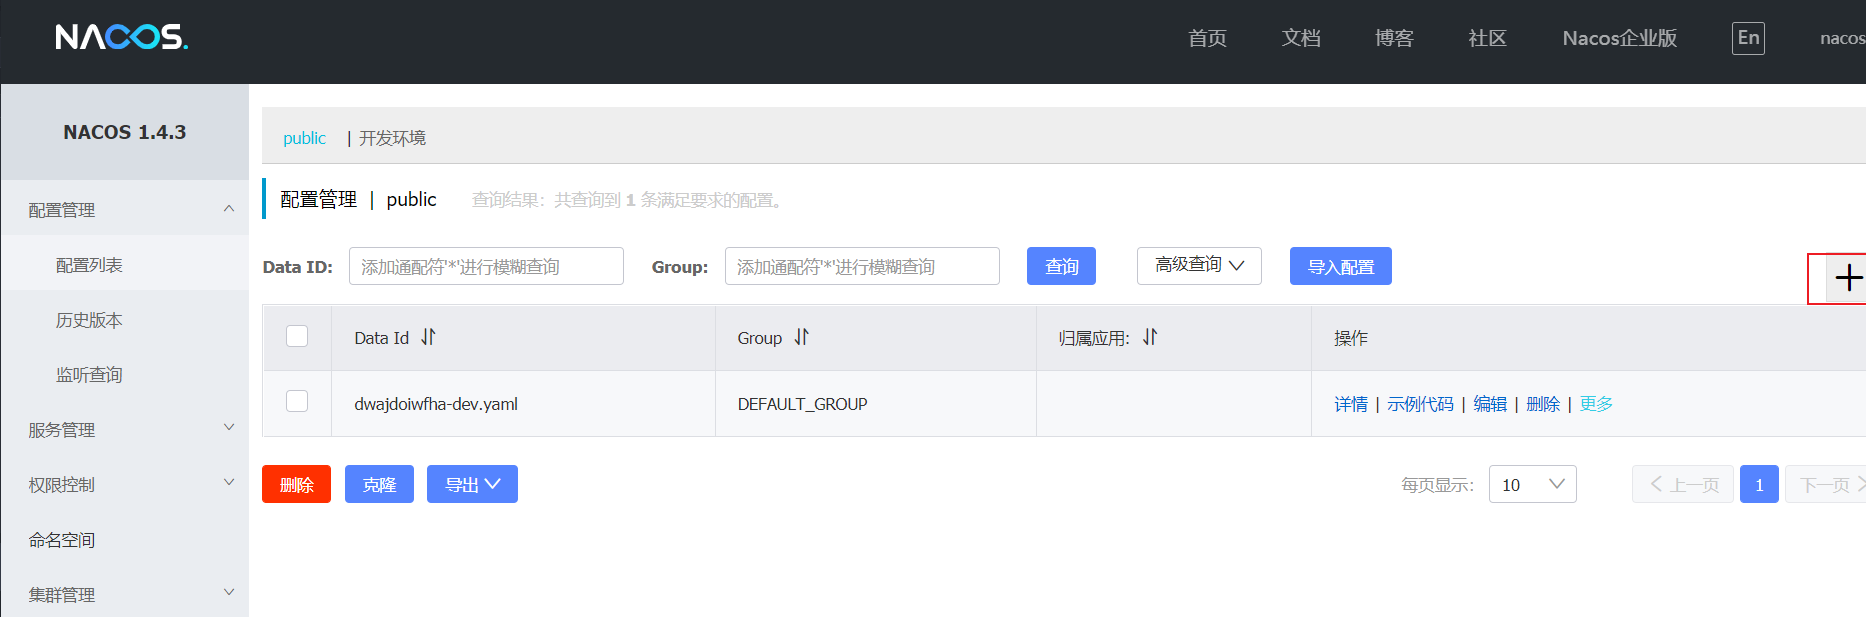 NACOS. 首页 文档 博客 社区 Nacos企业版 En nacos
NACOS 1.4.3
配置管理
配置列表
历史版本
监听查询
服务管理
权限控制
命名空间
集群管理
public | 开发环境
配置管理 | public 查询结果：共查询到 1 条满足要求的配置。
Data ID: 添加通配符'*'进行模糊查询 Group: 添加通配符'*'进行模糊查询 查询 高级查询 导入配置
Data Id Group 归属应用: 操作
dwajdoiwfha-dev.yaml DEFAULT_GROUP 详情 | 示例代码 | 编辑 | 删除 | 更多
删除 克隆 导出 每页显示: 10 上一页 1 下一页